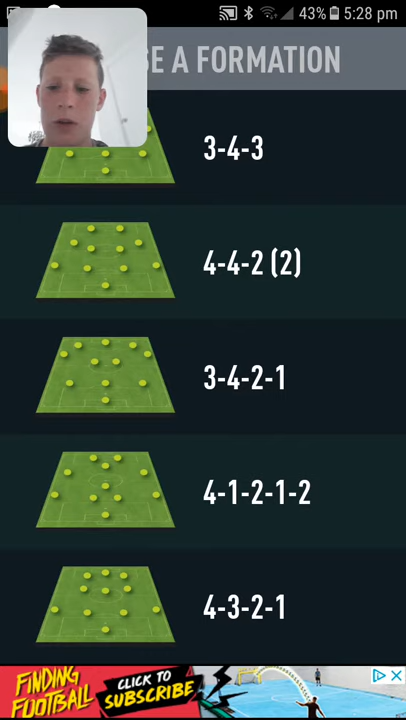 43% 5:28 pm
SE A FORMATION
3-4-3
4-4-2 (2)
3-4-2-1
4-1-2-1-2
4-3-2-1
FINDING
FOOTBALL
CLICK TO
SUBSCRIBE